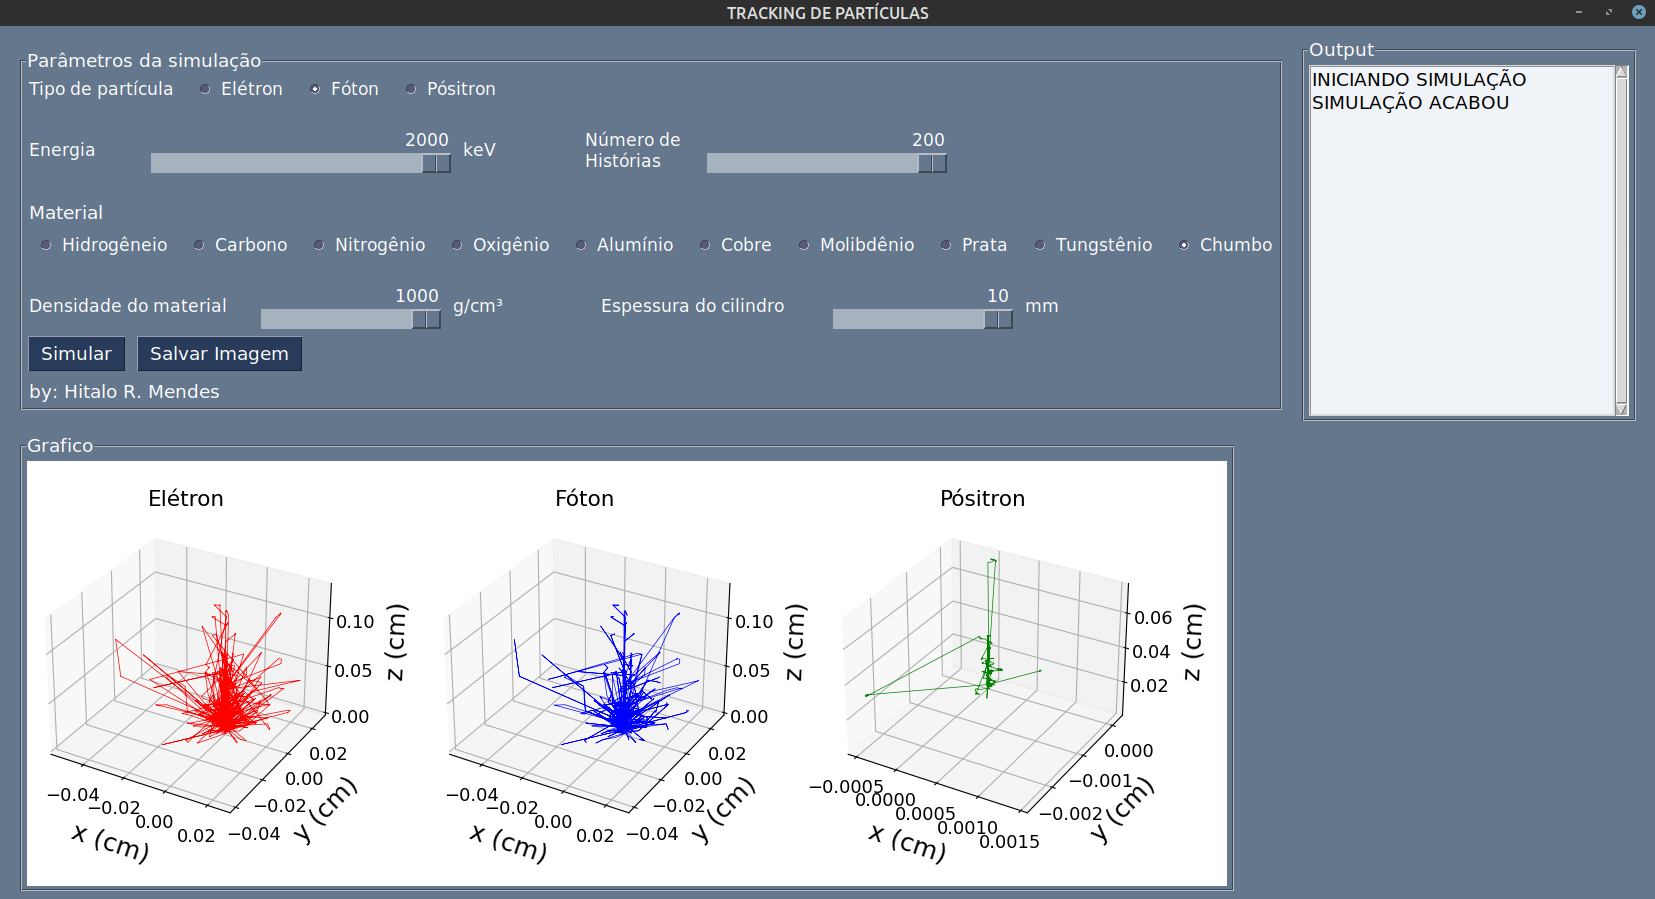 TRACKING DE PARTÍCULAS
Parâmetros da simulação
Tipo de partícula Elétron Fóton Pósitron
Energia 2000 keV
Número de
Histórias 200
Material
Hidrogêneio Carbono Nitrogênio Oxigênio Alumínio Cobre Molibdênio Prata Tungstênio Chumbo
Densidade do material 1000 g/cm³ Espessura do cilindro 10 mm
Simular Salvar Imagem
by: Hitalo R. Mendes
Output
INICIANDO SIMULAÇÃO
SIMULAÇÃO ACABOU
Grafico
Elétron
0.10
0.05
0.00
z (cm)
0.02
0.00
−0.02
−0.04
y (cm)
−0.04
−0.02
0.00
0.02
x (cm)
Fóton
0.10
0.05
0.00
z (cm)
0.02
0.00
−0.02
−0.04
y (cm)
−0.04
−0.02
0.00
0.02
x (cm)
Pósitron
0.06
0.04
0.02
z (cm)
0.000
−0.001
−0.002
y (cm)
−0.0005
0.0000
0.0005
0.0010
0.0015
x (cm)